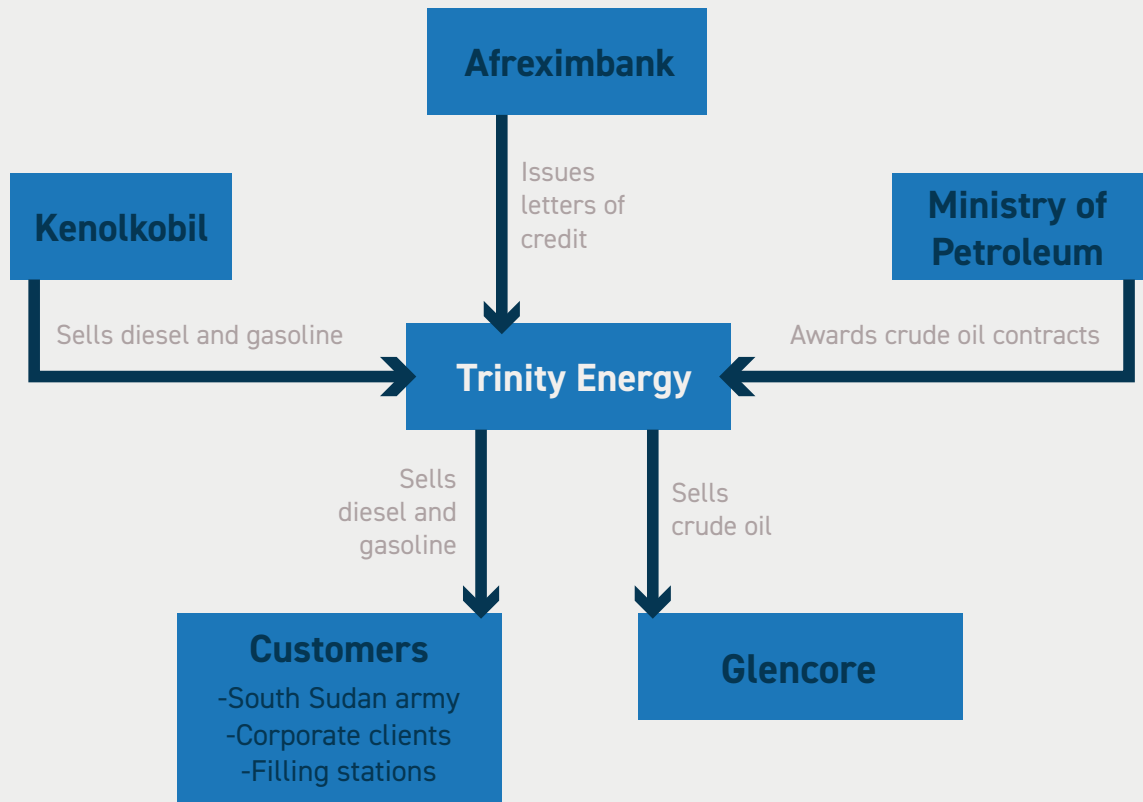 Afreximbank
Issues
letters of
credit
Kenolkobil
Ministry of
Petroleum
Sells diesel and gasoline
Awards crude oil contracts
Trinity Energy
Sells
diesel and
gasoline
Sells
crude oil
Customers
-South Sudan army
-Corporate clients
-Filling stations
Glencore